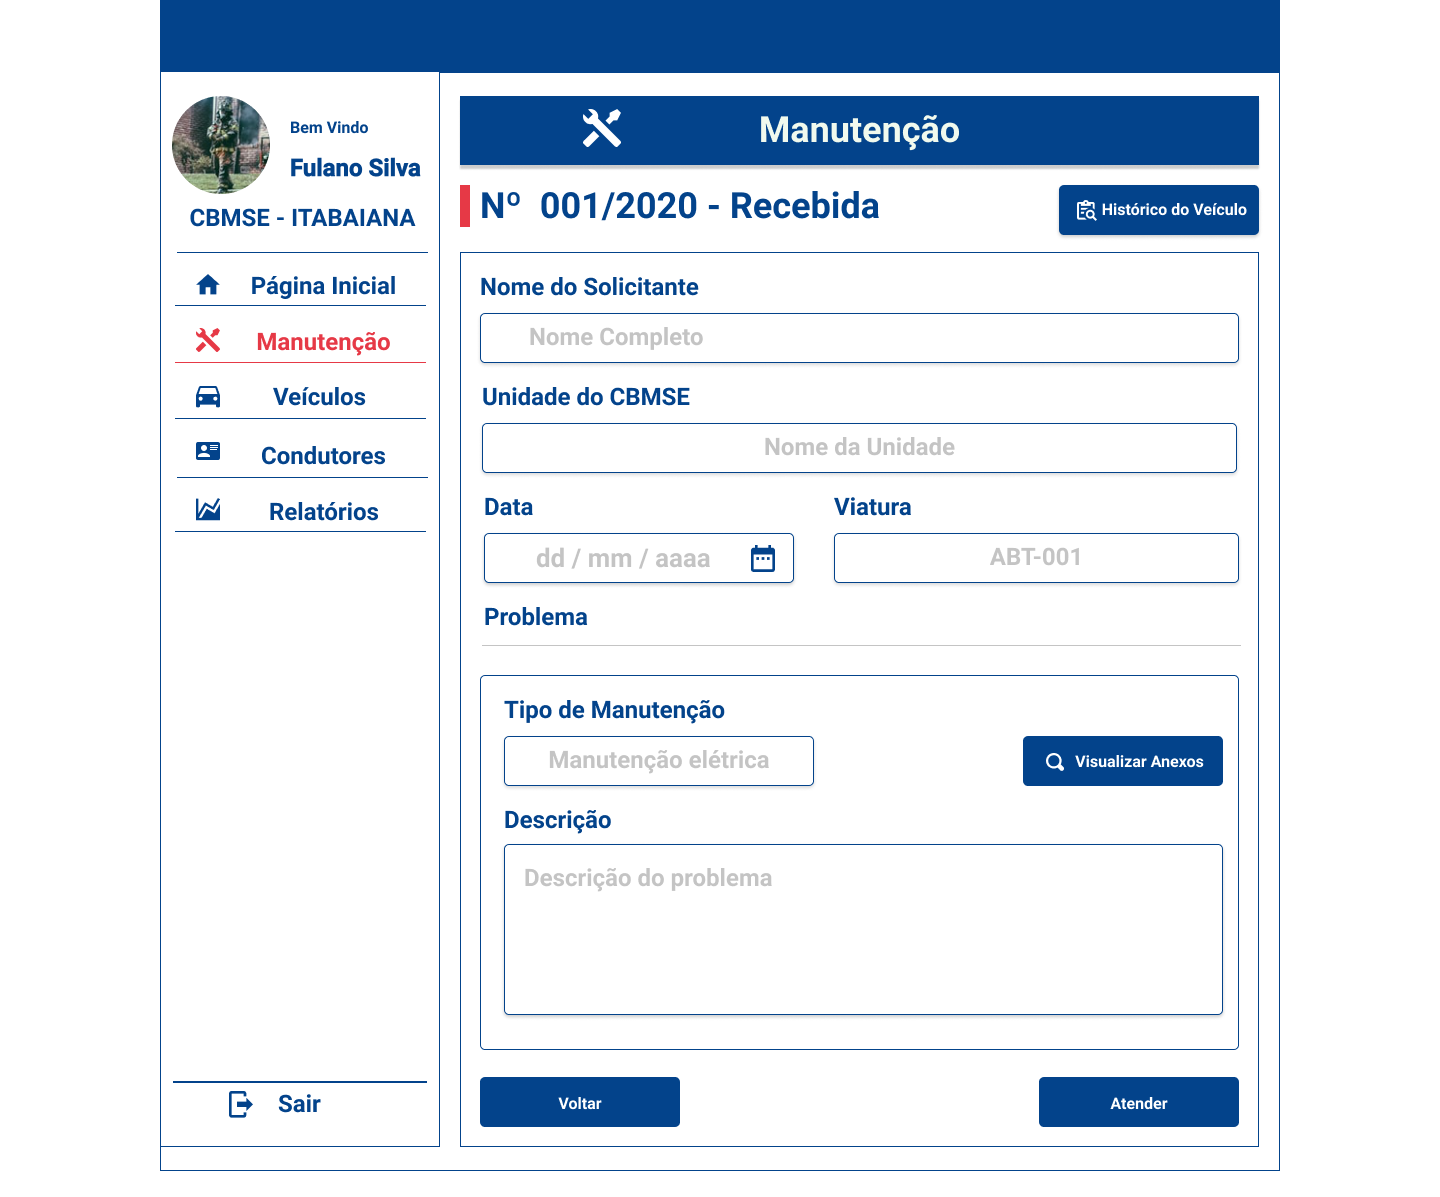 Bem Vindo
Fulano Silva
CBMSE - ITABAIANA
Página Inicial
Manutenção
Veículos
Condutores
Relatórios
Sair
Manutenção
Nº 001/2020 - Recebida
Histórico do Veículo
Nome do Solicitante
Nome Completo
Unidade do CBMSE
Nome da Unidade
Data
Viatura
dd / mm / aaaa
ABT-001
Problema
Tipo de Manutenção
Manutenção elétrica
Visualizar Anexos
Descrição
Descrição do problema
Voltar
Atender